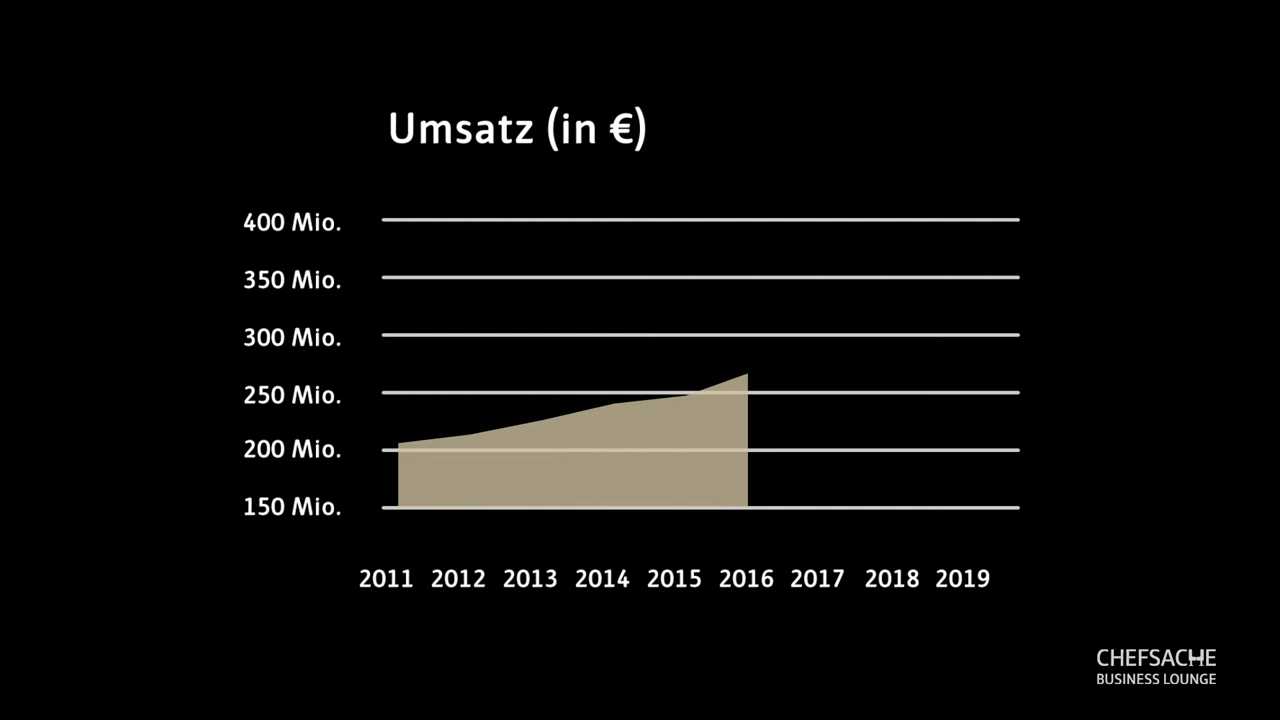 Umsatz (in €)
400 Mio.
350 Mio.
300 Mio.
250 Mio.
200 Mio.
150 Mio.
2011 2012 2013 2014 2015 2016 2017 2018 2019
CHEFSACHE
BUSINESS LOUNGE